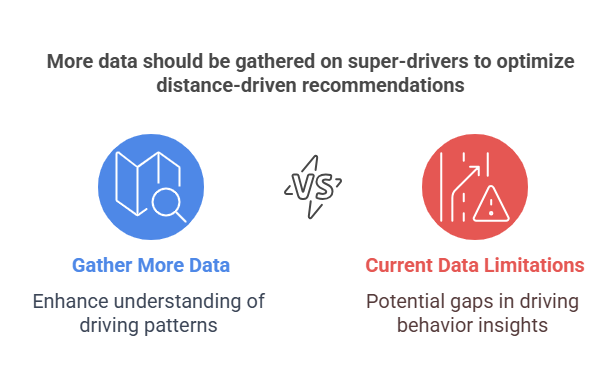 More data should be gathered on super-drivers to optimize
distance-driven recommendations
VS
Gather More Data
Current Data Limitations
Enhance understanding of
driving patterns
Potential gaps in driving
behavior insights